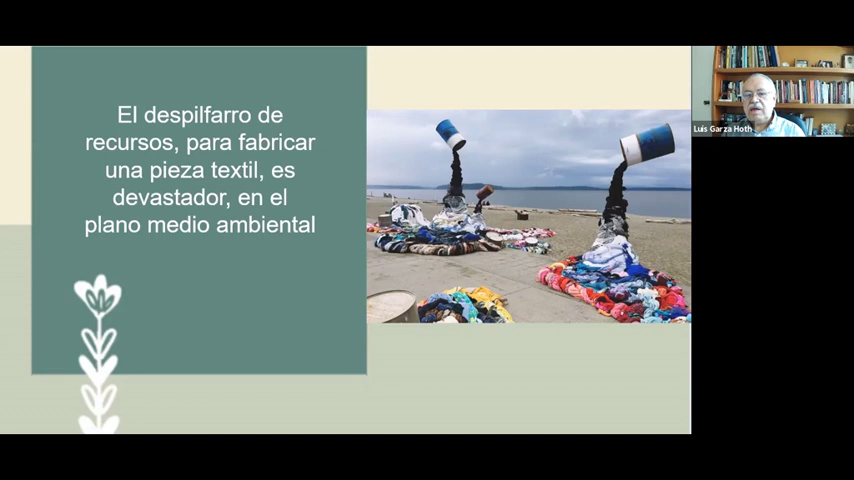 El despilfarro de
recursos, para fabricar
una pieza textil, es
devastador, en el
plano medio ambiental
Luis Garza Hoth